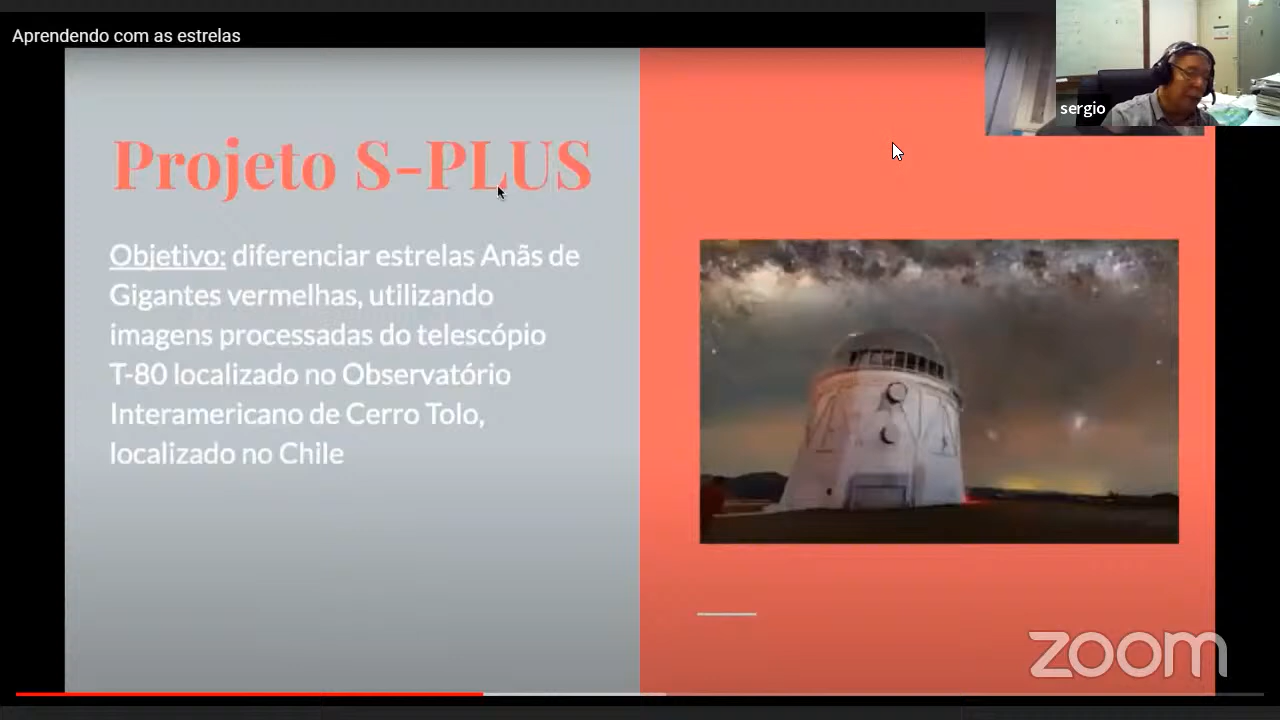 Aprendendo com as estrelas
sergio
Projeto S-PLUS
Objetivo: diferenciar estrelas Anãs de
Gigantes vermelhas, utilizando
imagens processadas do telescópio
T-80 localizado no Observatório
Interamericano de Cerro Tolo,
localizado no Chile
zoom